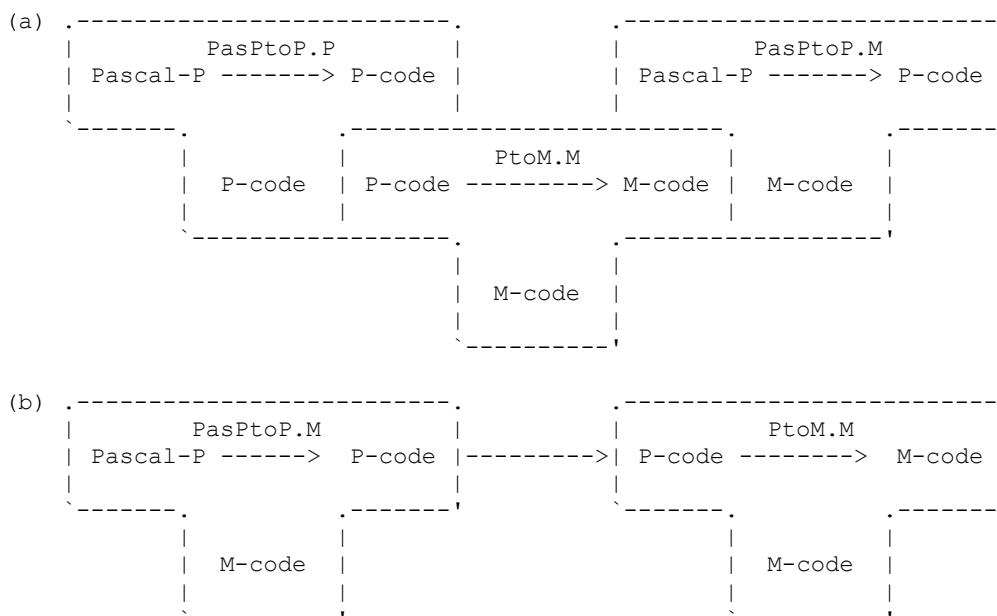 (a) .--------------------------. .--------------------------
| PasPtoP.P | | PasPtoP.M
| Pascal-P --------> P-code | | Pascal-P -------> P-code
| | |
`-------. .--------------------------. .-------
| | PtoM.M | |
| P-code | P-code ---------> M-code | M-code |
| | | |
`------------------. .------------------'
| |
| M-code |
| |
`----------'
(b) .--------------------------. .--------------------------
| PasPtoP.M | | PtoM.M
| Pascal-P ------> P-code |--------->| P-code --------> M-code
| | |
`-------. .-------' `-------. .-------
| | | |
| M-code | | M-code |
| | | |
` ' ` '